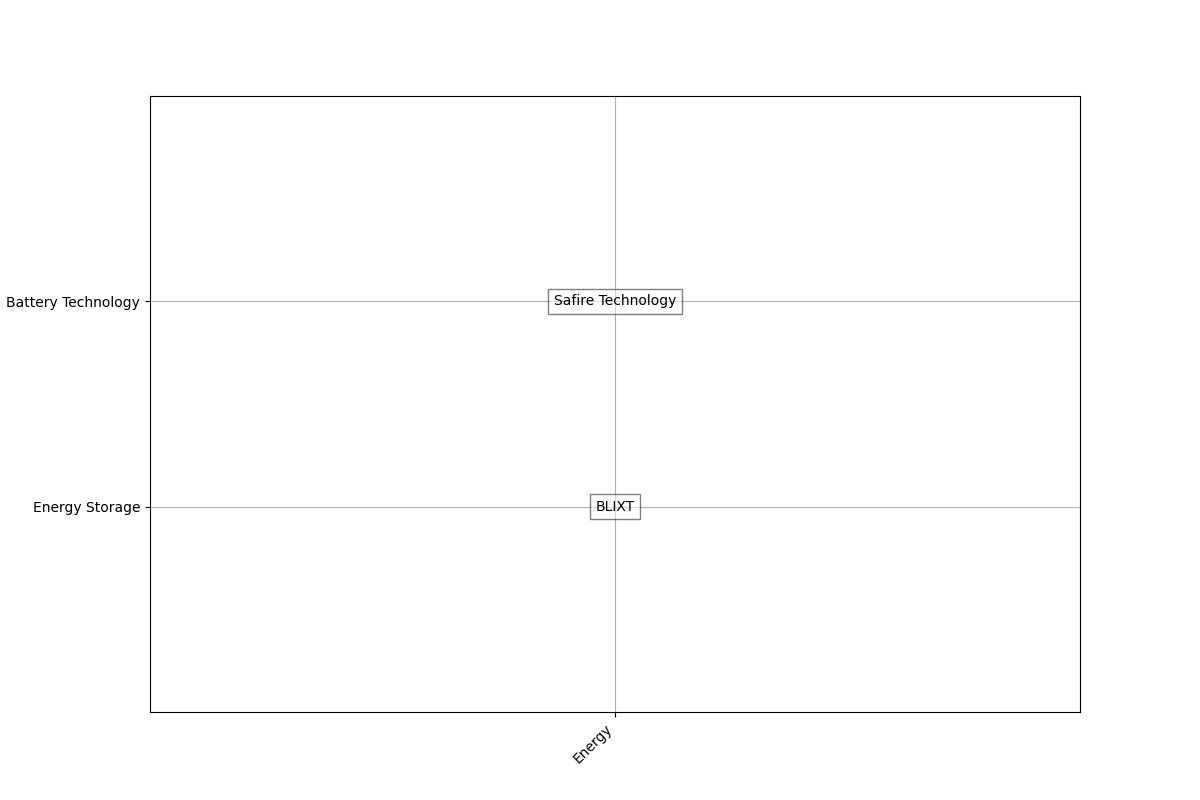 Battery Technology
Safire Technology
Energy Storage
BLIXT
Energy